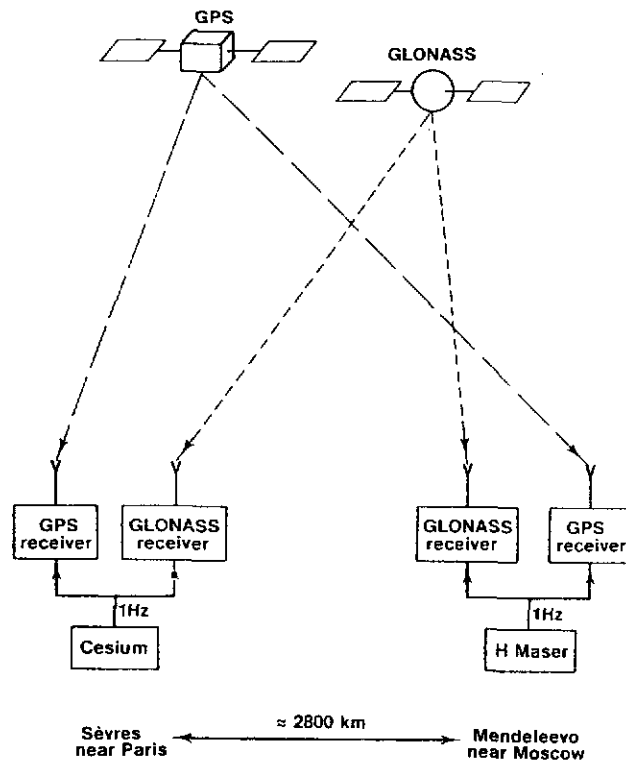 GPS
GLONASS
GPS
receiver
GLONASS
receiver
GLONASS
receiver
GPS
receiver
1Hz
1Hz
Cesium
H Maser
≈ 2800 km
Sèvres
near Paris
Mendeleevo
near Moscow